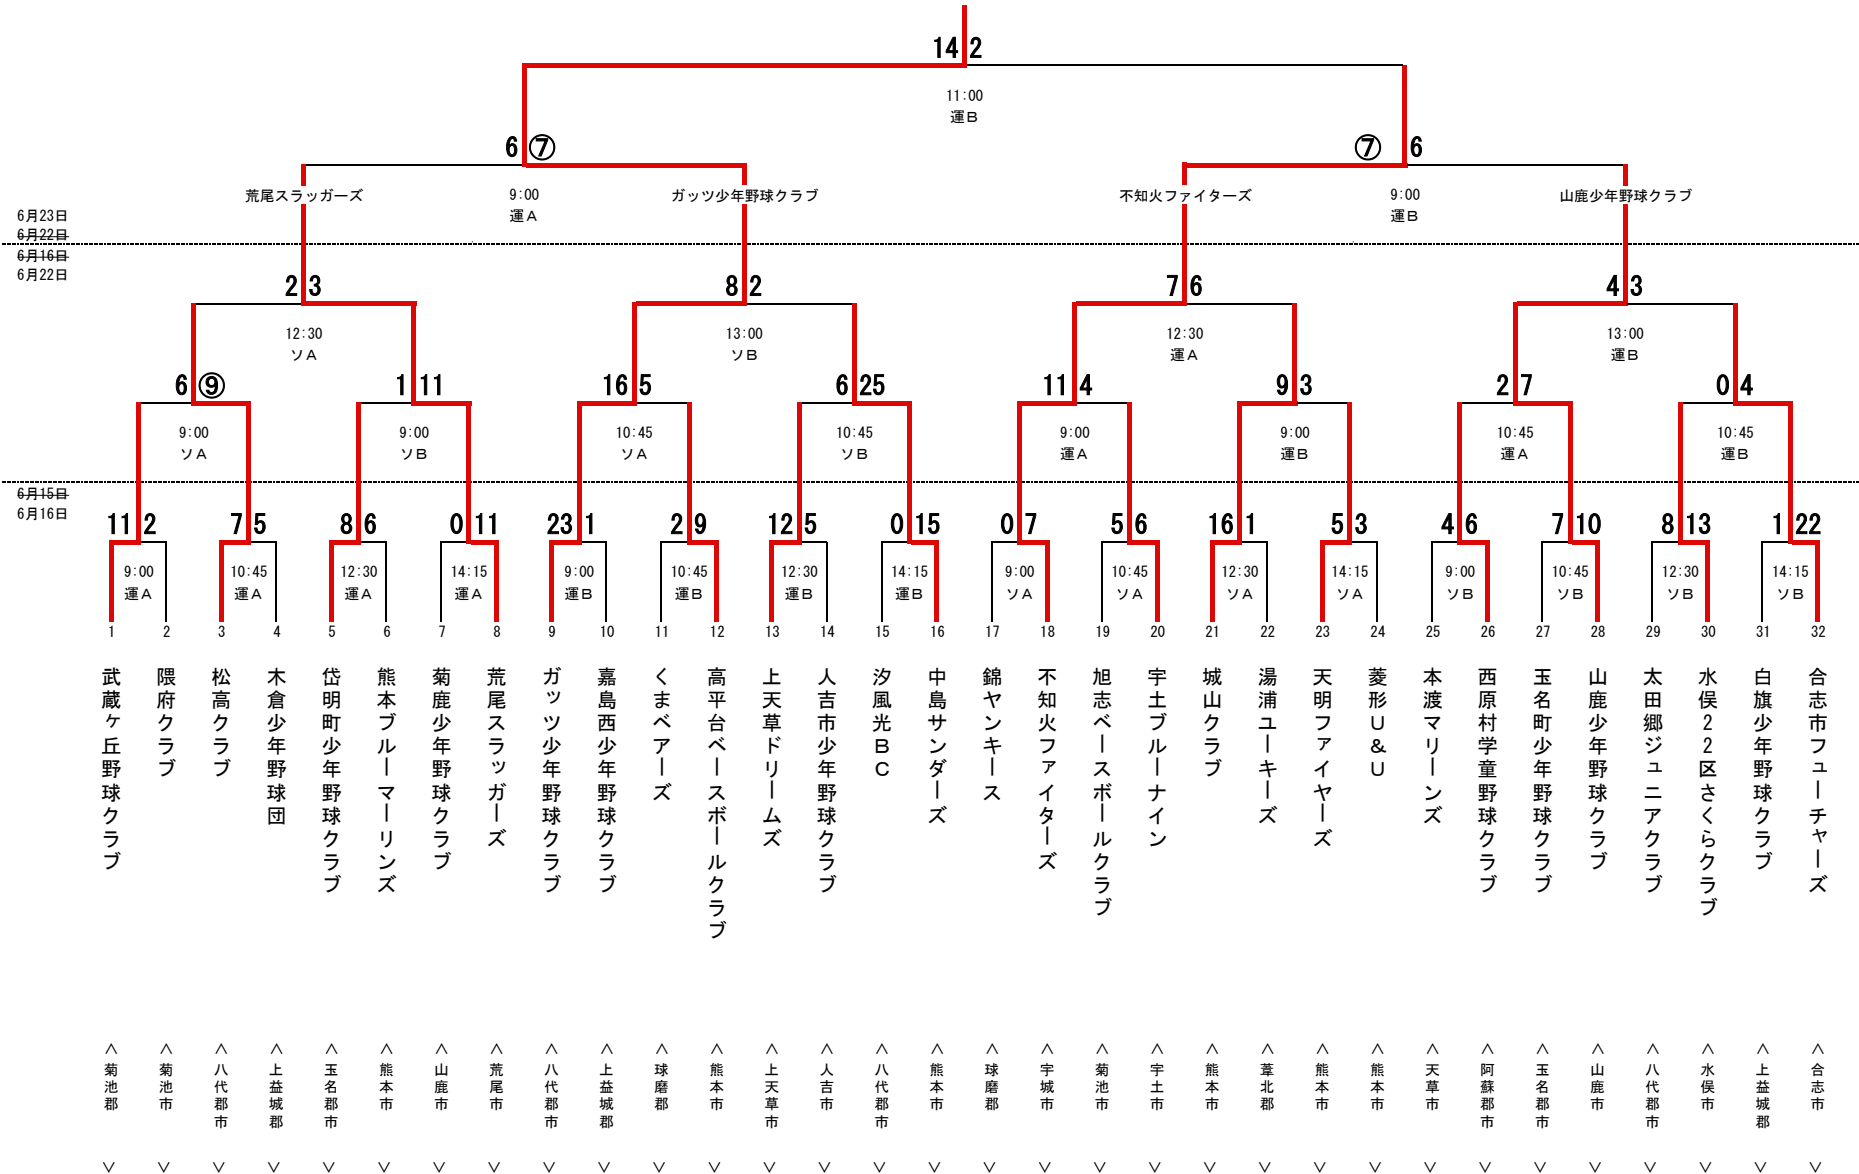 14 2
11:00
運B
6 ⑦
⑦ 6
荒尾スラッガーズ
9:00
運A
ガッツ少年野球クラブ
不知火ファイターズ
9:00
運B
山鹿少年野球クラブ
6月23日
6月22日
6月16日
6月22日
2 3
8 2
7 6
4 3
12:30
ソA
13:00
ソB
12:30
運A
13:00
運B
6 ⑨
1 11
16 5
6 25
11 4
9 3
2 7
0 4
9:00
ソA
9:00
ソB
10:45
ソA
10:45
ソB
9:00
運A
9:00
運B
10:45
運A
10:45
運B
6月15日
6月16日
11 2
7 5
8 6
0 11
23 1
2 9
12 5
0 15
0 7
5 6
16 1
5 3
4 6
7 10
8 13
1 22
9:00
運A
10:45
運A
12:30
運A
14:15
運A
9:00
運B
10:45
運B
12:30
運B
14:15
運B
9:00
ソA
10:45
ソA
12:30
ソA
14:15
ソA
9:00
ソB
10:45
ソB
12:30
ソB
14:15
ソB
1 2 3 4 5 6 7 8 9 10 11 12 13 14 15 16 17 18 19 20 21 22 23 24 25 26 27 28 29 30 31 32
武蔵ヶ丘野球クラブ
隈府クラブ
松高クラブ
木倉少年野球団
岱明町少年野球クラブ
熊本ブルーマーリンズ
菊鹿少年野球クラブ
荒尾スラッガーズ
ガッツ少年野球クラブ
嘉島西少年野球クラブ
くまベアーズ
高平台ベースボールクラブ
上天草ドリームズ
人吉市少年野球クラブ
汐風光BC
中島サンダーズ
錦ヤンキース
不知火ファイターズ
旭志ベースボールクラブ
宇土ブルーナイン
城山クラブ
湯浦ユーキーズ
天明ファイヤーズ
菱形U&U
本渡マリーンズ
西原村学童野球クラブ
玉名町少年野球クラブ
山鹿少年野球クラブ
太田郷ジュニアクラブ
水俣22区さくらクラブ
白旗少年野球クラブ
合志市フューチャーズ
<菊池郡>
<菊池市>
<八代郡市>
<上益城郡>
<玉名郡市>
<熊本市>
<山鹿市>
<荒尾市>
<八代郡市>
<上益城郡>
<球磨郡>
<熊本市>
<上天草市>
<人吉市>
<八代郡市>
<熊本市>
<球磨郡>
<宇城市>
<菊池市>
<宇土市>
<熊本市>
<葦北郡>
<熊本市>
<熊本市>
<天草市>
<阿蘇郡市>
<玉名郡市>
<山鹿市>
<八代郡市>
<水俣市>
<上益城郡>
<合志市>